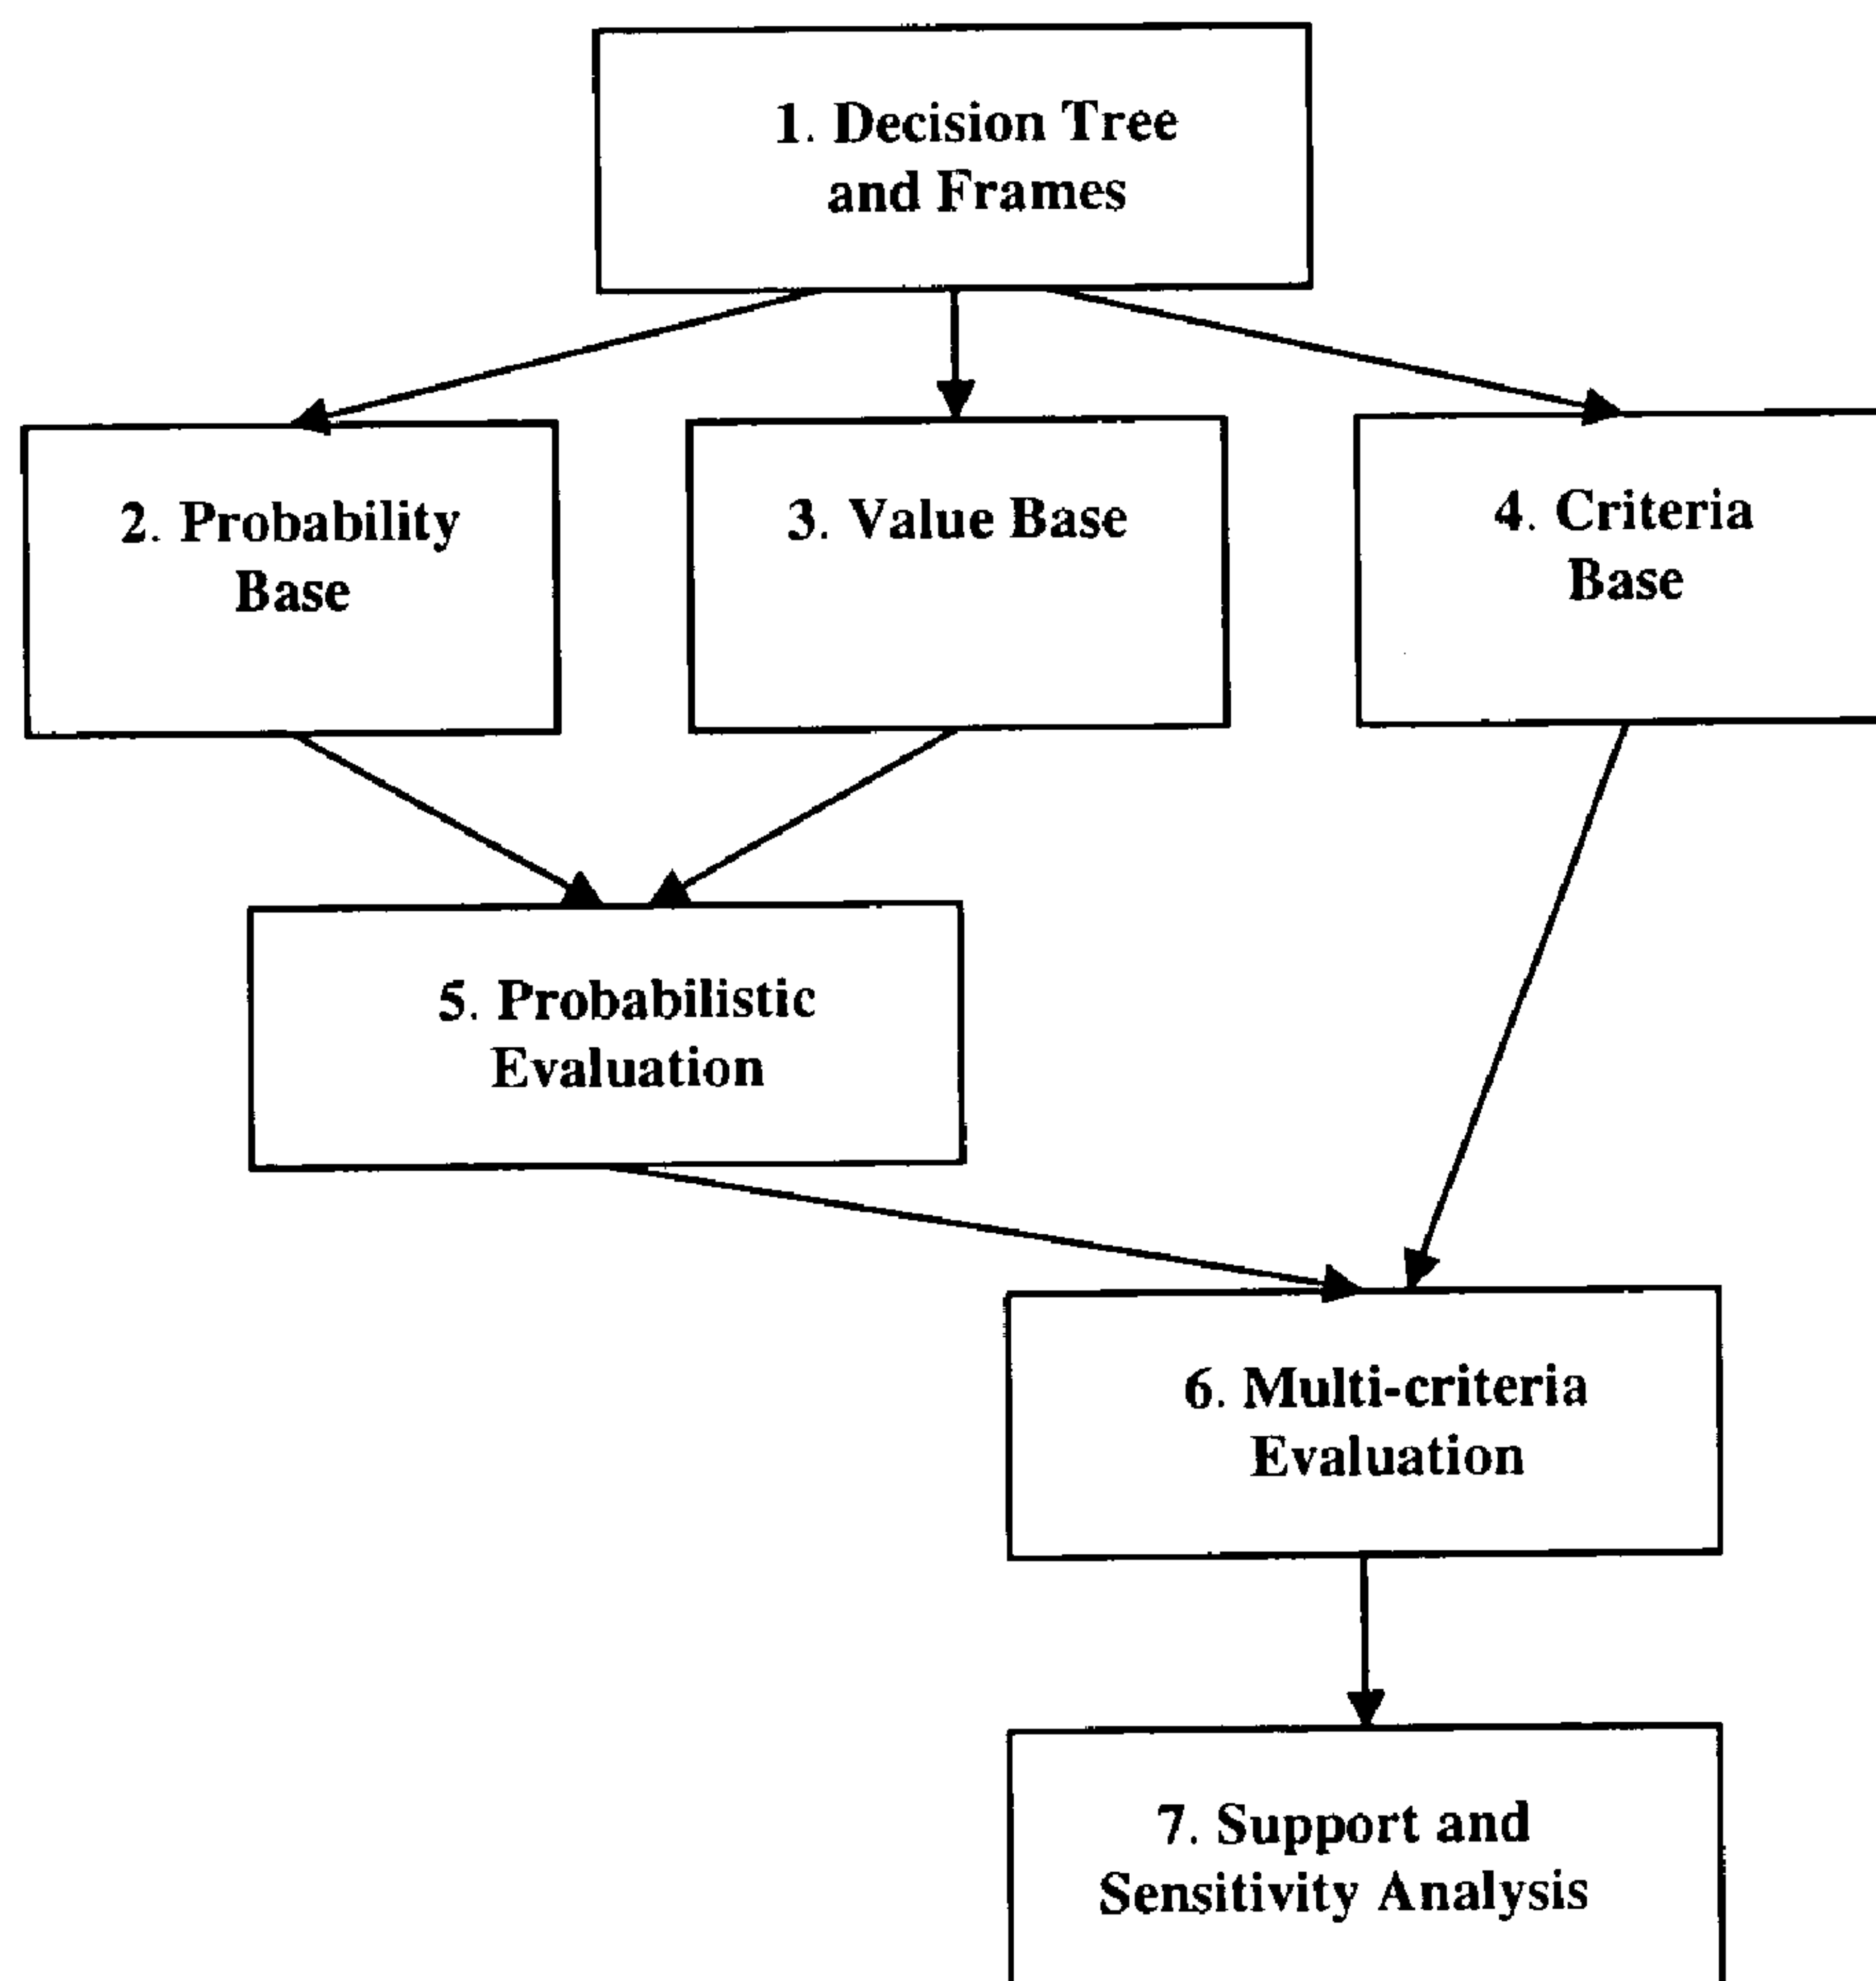 1. Decision Tree
and Frames
2. Probability
Base
3. Value Base
4. Criteria
Base
5. Probabilistic
Evaluation
6. Multi-criteria
Evaluation
7. Support and
Sensitivity Analysis